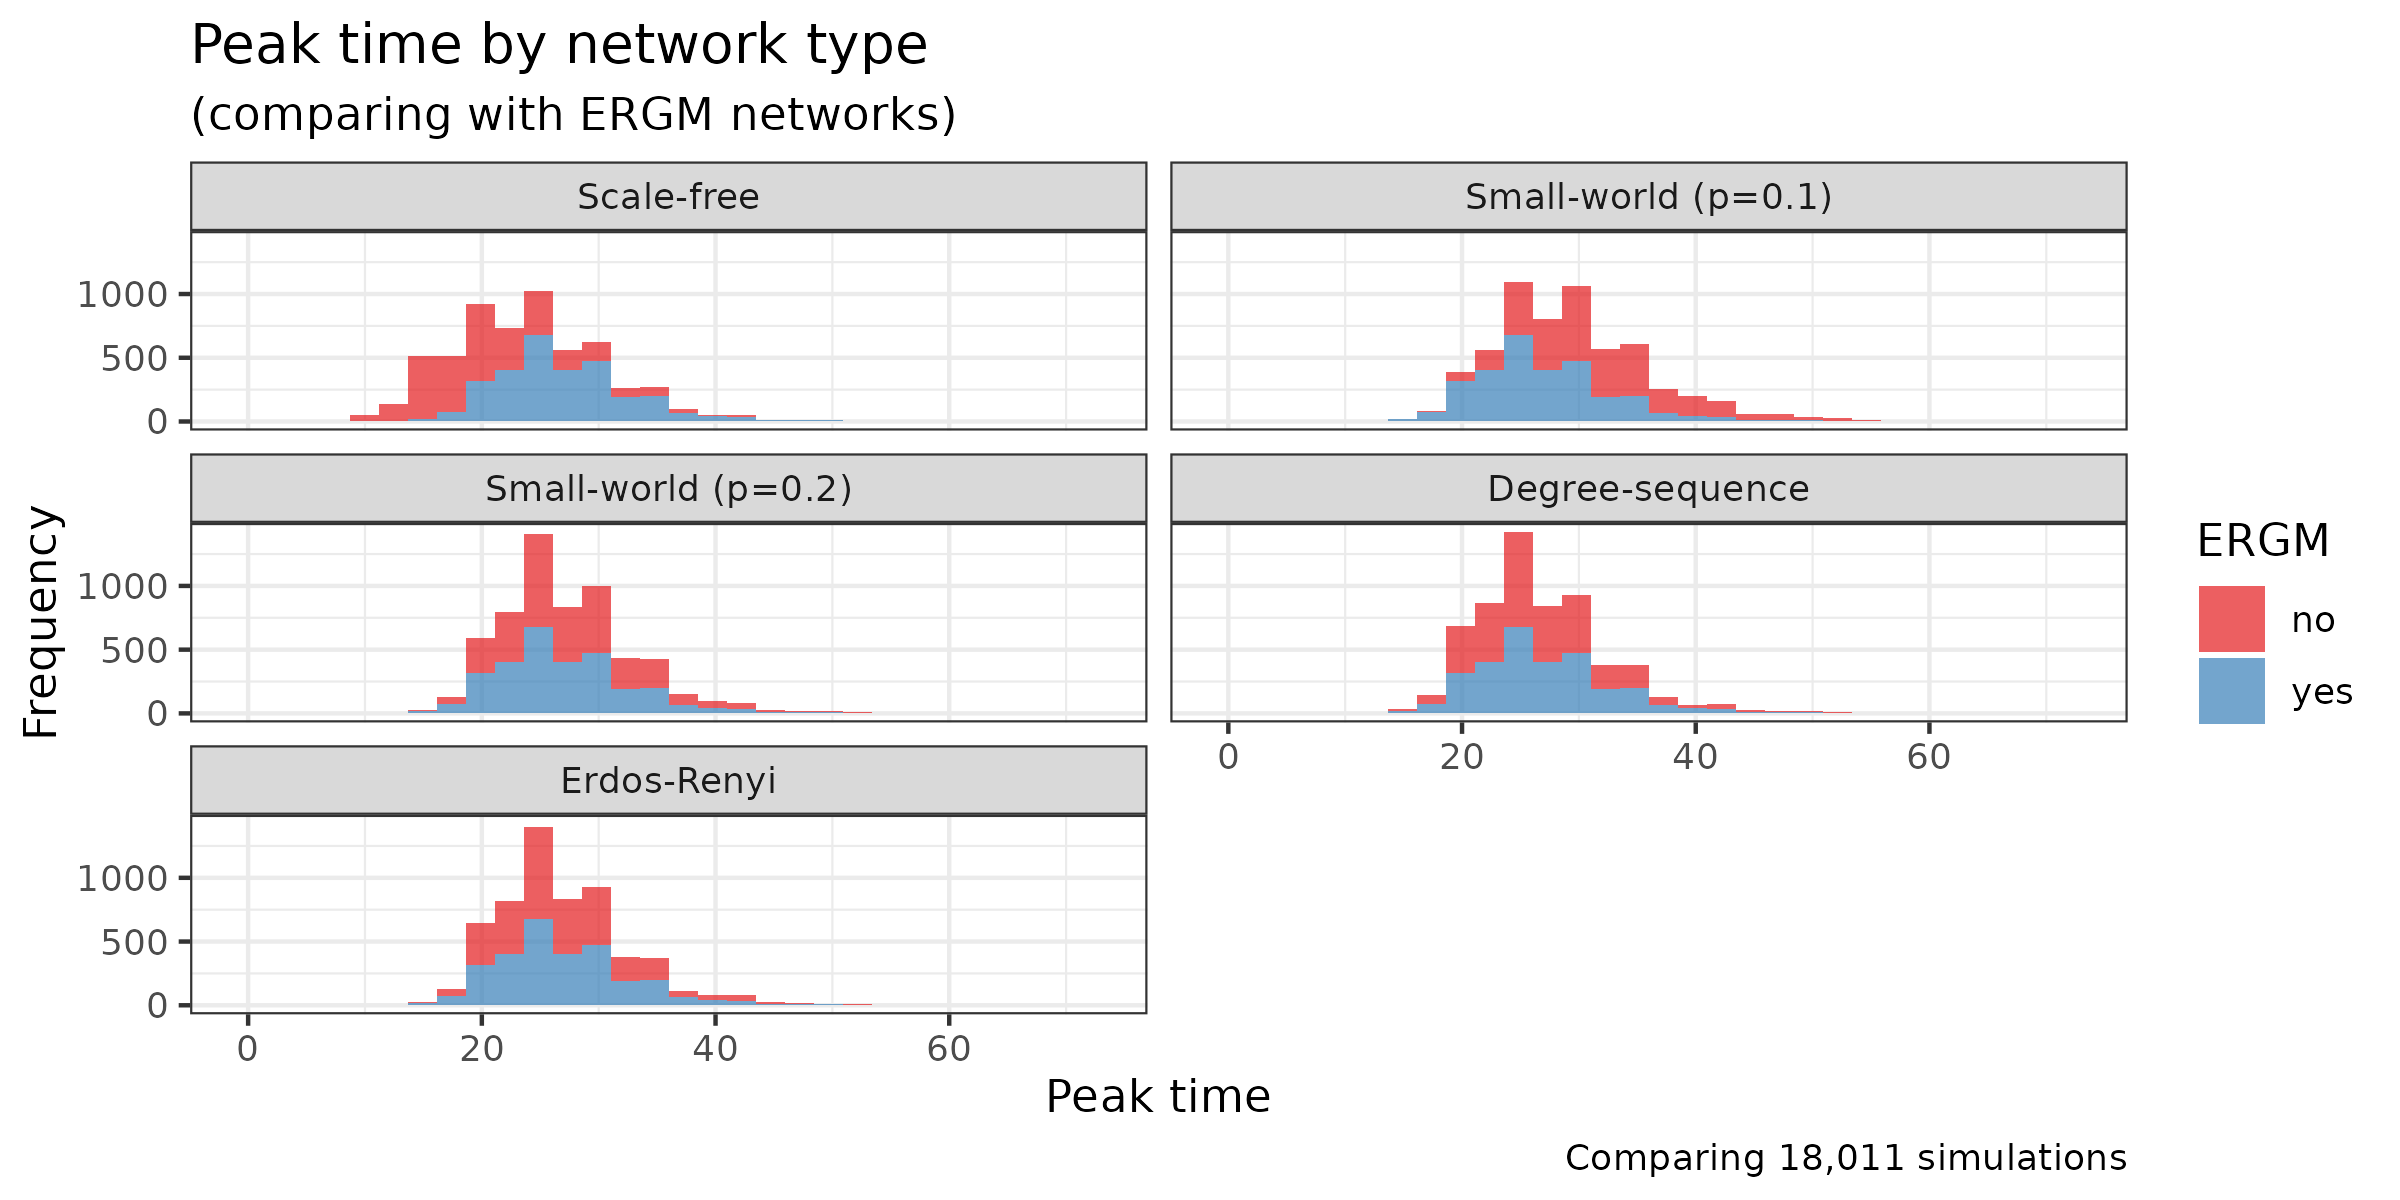 Peak time by network type
(comparing with ERGM networks)
Scale-free
Small-world (p=0.1)
1000
500
0
Small-world (p=0.2)
Degree-sequence
1000
500
0
0 20 40 60
Erdos-Renyi
1000
500
0
0 20 40 60
Frequency
Peak time
ERGM
no
yes
Comparing 18,011 simulations